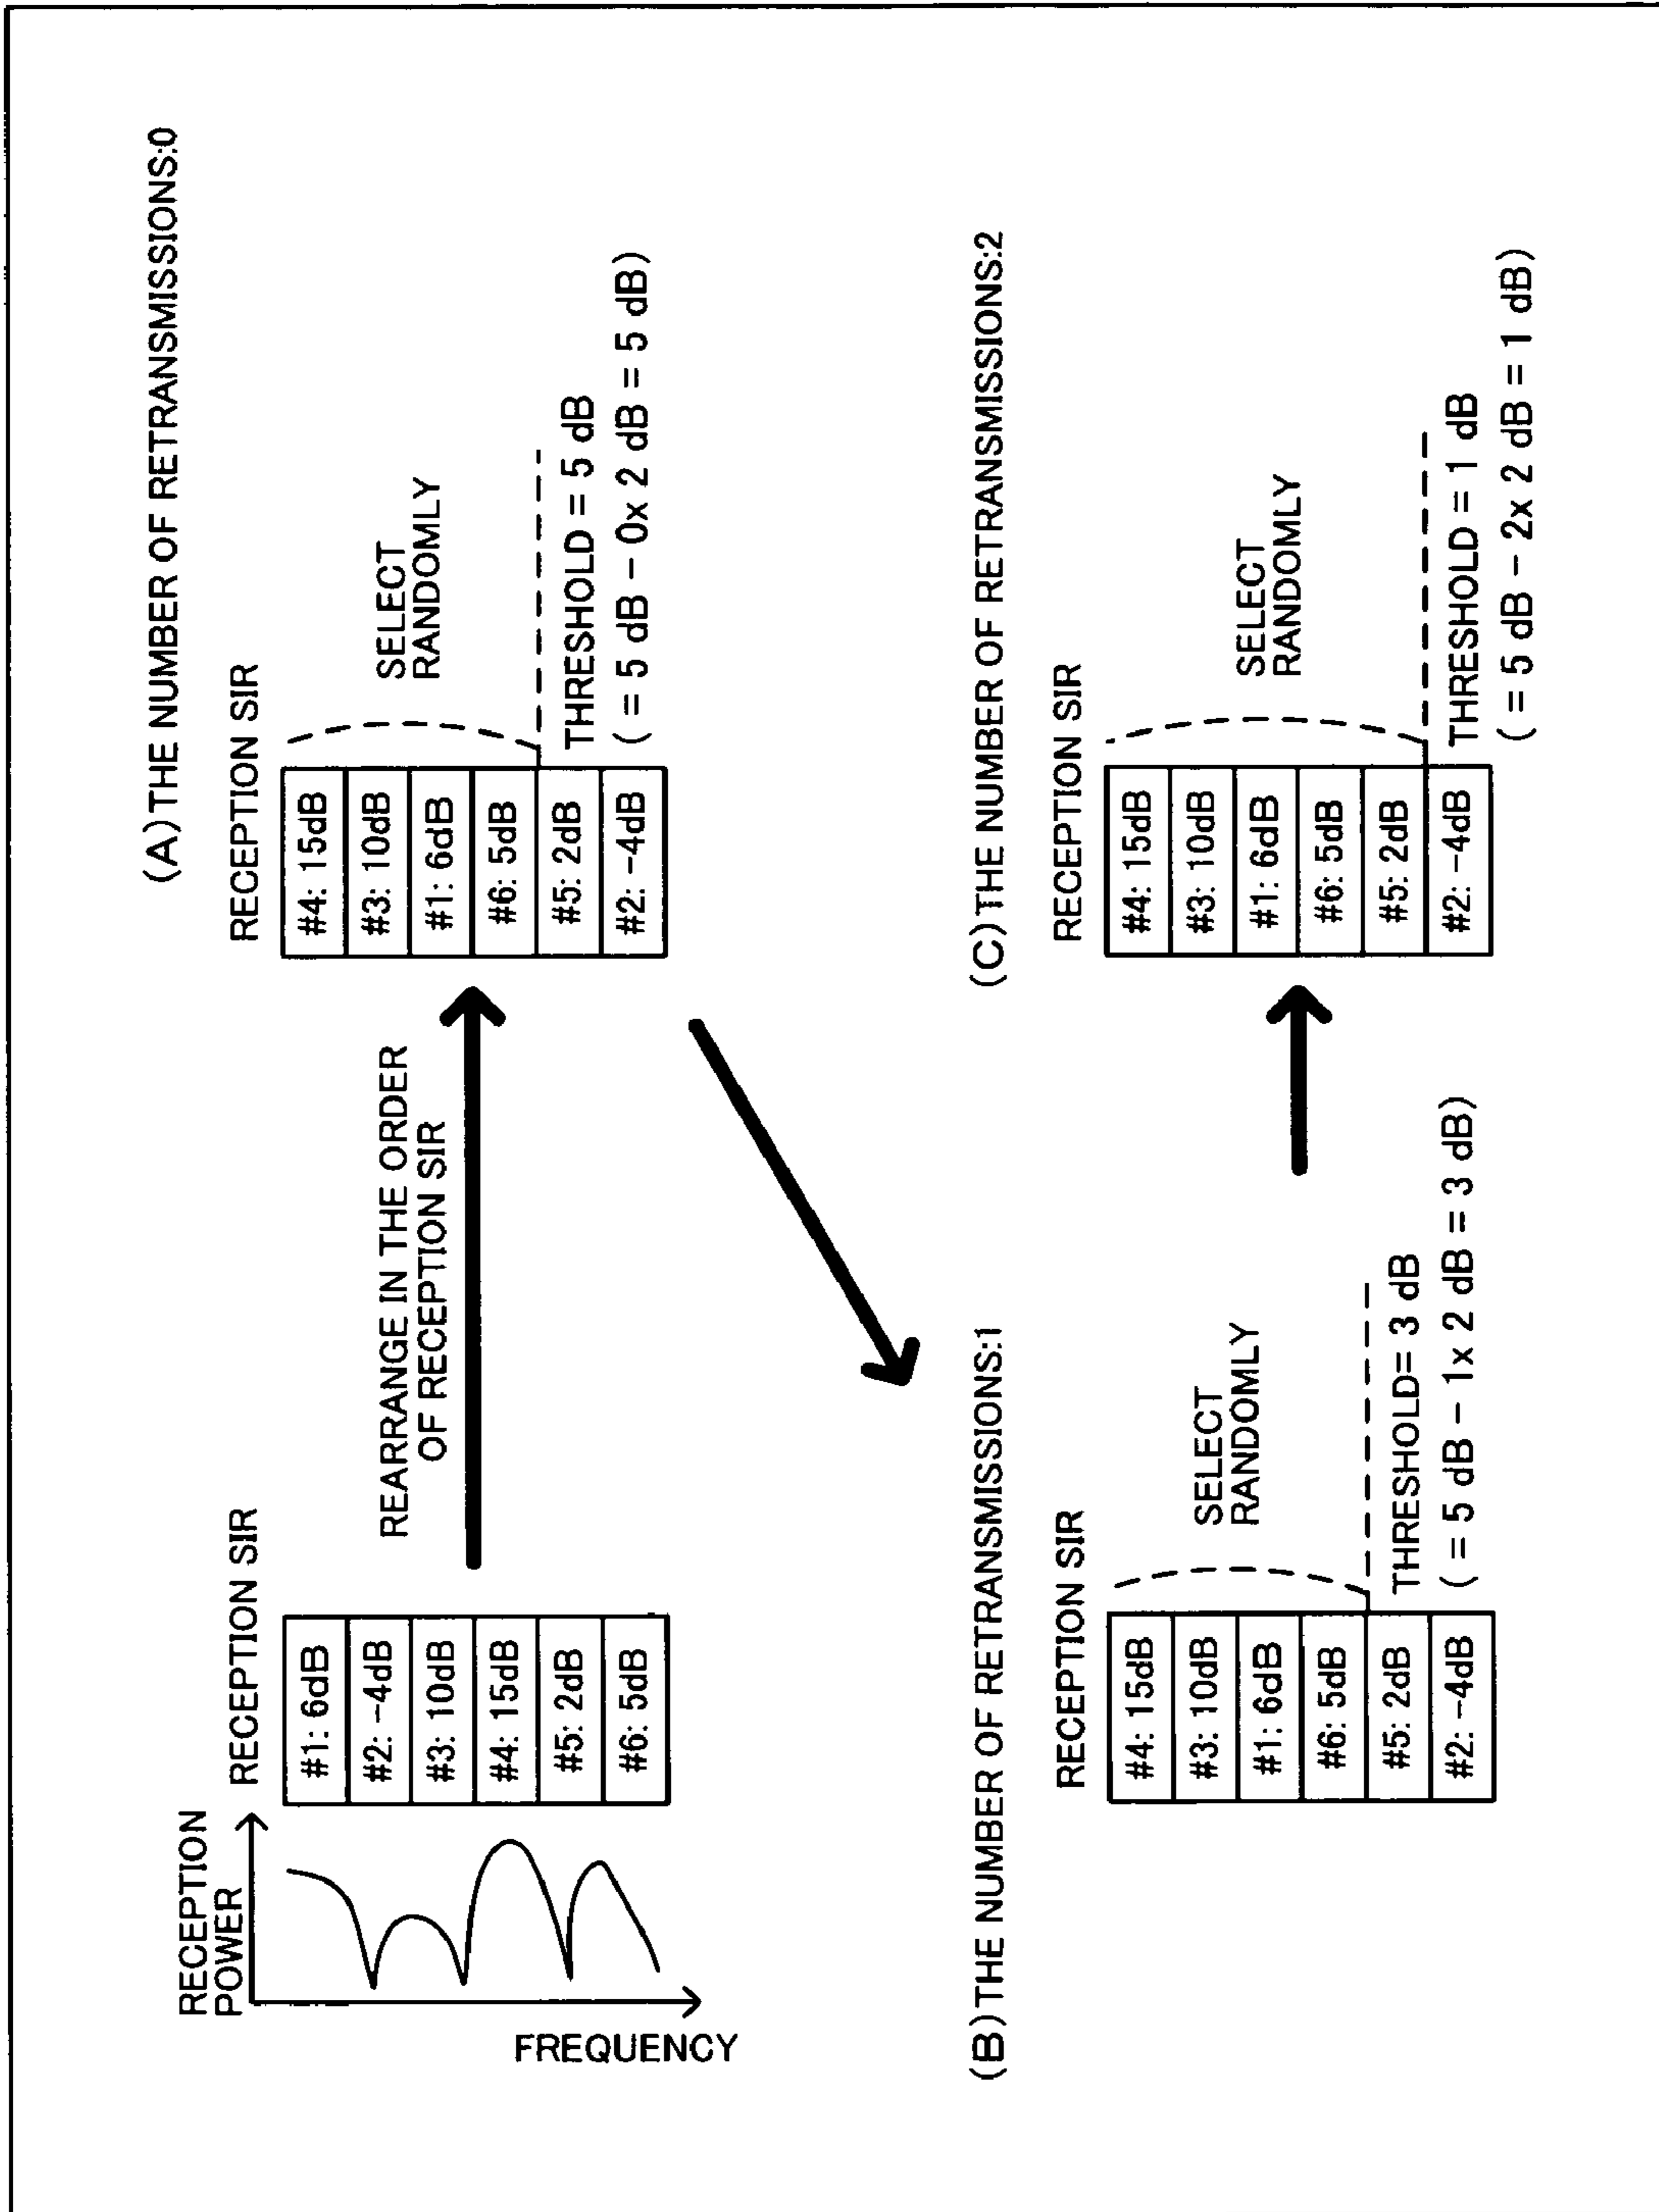 RECEPTION
POWER
FREQUENCY
RECEPTION SIR
#1: 6dB
#2: -4dB
#3: 10dB
#4: 15dB
#5: 2dB
#6: 5dB
REARRANGE IN THE ORDER
OF RECEPTION SIR
(A)THE NUMBER OF RETRANSMISSIONS:0
RECEPTION SIR
#4: 15dB
#3: 10dB
#1: 6dB
#6: 5dB
#5: 2dB
#2: -4dB
SELECT
RANDOMLY
THRESHOLD = 5 dB
( = 5 dB - 0x 2 dB = 5 dB)
(B)THE NUMBER OF RETRANSMISSIONS:1
RECEPTION SIR
#4: 15dB
#3: 10dB
#1: 6dB
#6: 5dB
#5: 2dB
#2: -4dB
SELECT
RANDOMLY
THRESHOLD= 3 dB
( = 5 dB - 1x 2 dB = 3 dB)
(C)THE NUMBER OF RETRANSMISSIONS:2
RECEPTION SIR
#4: 15dB
#3: 10dB
#1: 6dB
#6: 5dB
#5: 2dB
#2: -4dB
SELECT
RANDOMLY
THRESHOLD = 1 dB
( = 5 dB - 2x 2 dB = 1 dB)